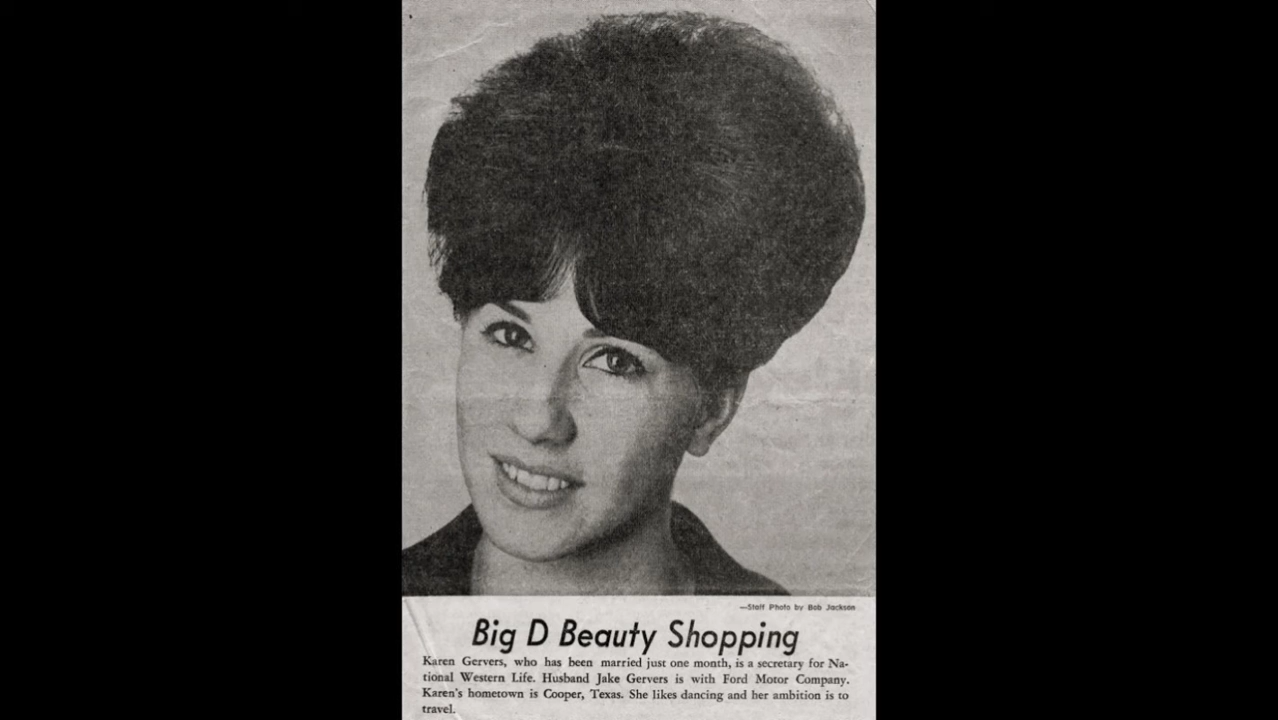 —Staff Photo by Bob Jackson
Big D Beauty Shopping
Karen Gervers, who has been married just one month, is a secretary for Na-
tional Western Life. Husband Jake Gervers is with Ford Motor Company.
Karen's hometown is Cooper, Texas. She likes dancing and her ambition is to
travel.